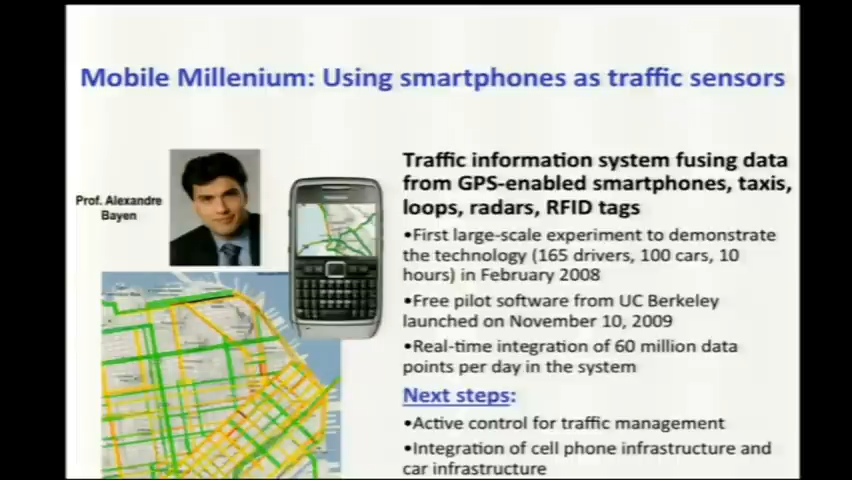 Mobile Millenium: Using smartphones as traffic sensors
Prof. Alexandre
Bayen
Traffic information system fusing data
from GPS-enabled smartphones, taxis,
loops, radars, RFID tags
•First large-scale experiment to demonstrate
the technology (165 drivers, 100 cars, 10
hours) in February 2008
•Free pilot software from UC Berkeley
launched on November 10, 2009
•Real-time integration of 60 million data
points per day in the system
Next steps:
•Active control for traffic management
•Integration of cell phone infrastructure and
car infrastructure